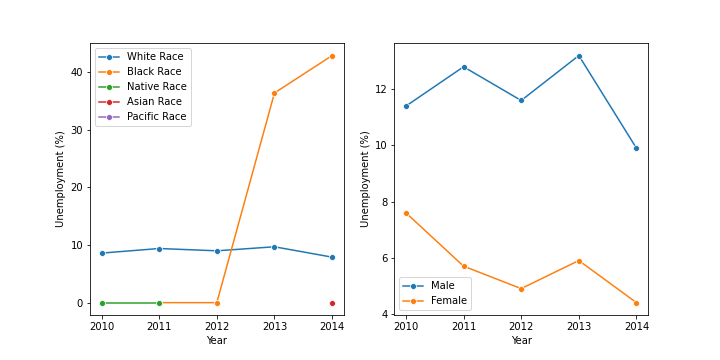 White Race
Black Race
Native Race
Asian Race
Pacific Race
40
30
20
10
0
Unemployment (%)
2010 2011 2012 2013 2014
Year
12
10
8
6
4
Unemployment (%)
Male
Female
2010 2011 2012 2013 2014
Year